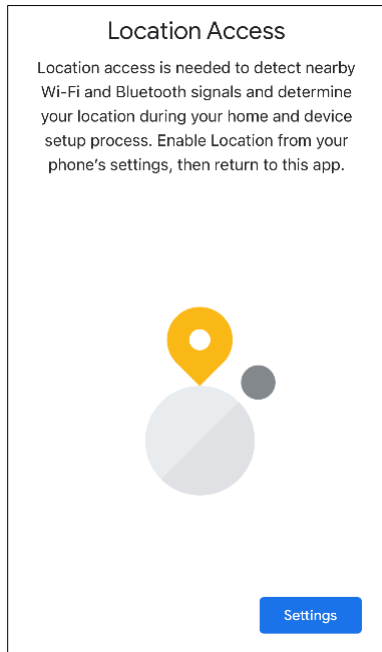 Location Access
Location access is needed to detect nearby
Wi-Fi and Bluetooth signals and determine
your location during your home and device
setup process. Enable Location from your
phone's settings, then return to this app.
Settings